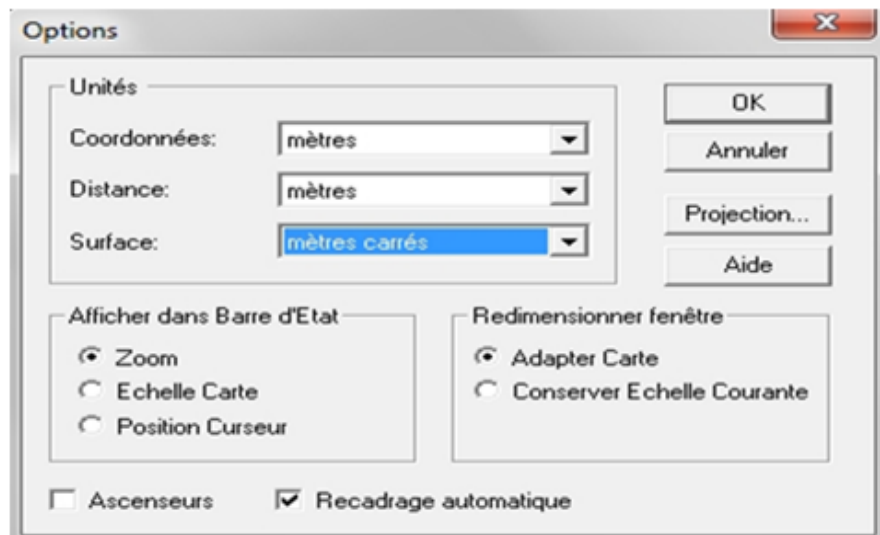 Options
Unités
Coordonnées: mètres
Distance: mètres
Surface: mètres carrés
OK
Annuler
Projection...
Aide
Afficher dans Barre d'Etat
Zoom
Echelle Carte
Position Curseur
Redimensionner fenêtre
Adapter Carte
Conserver Echelle Courante
Ascenseurs
Recadrage automatique